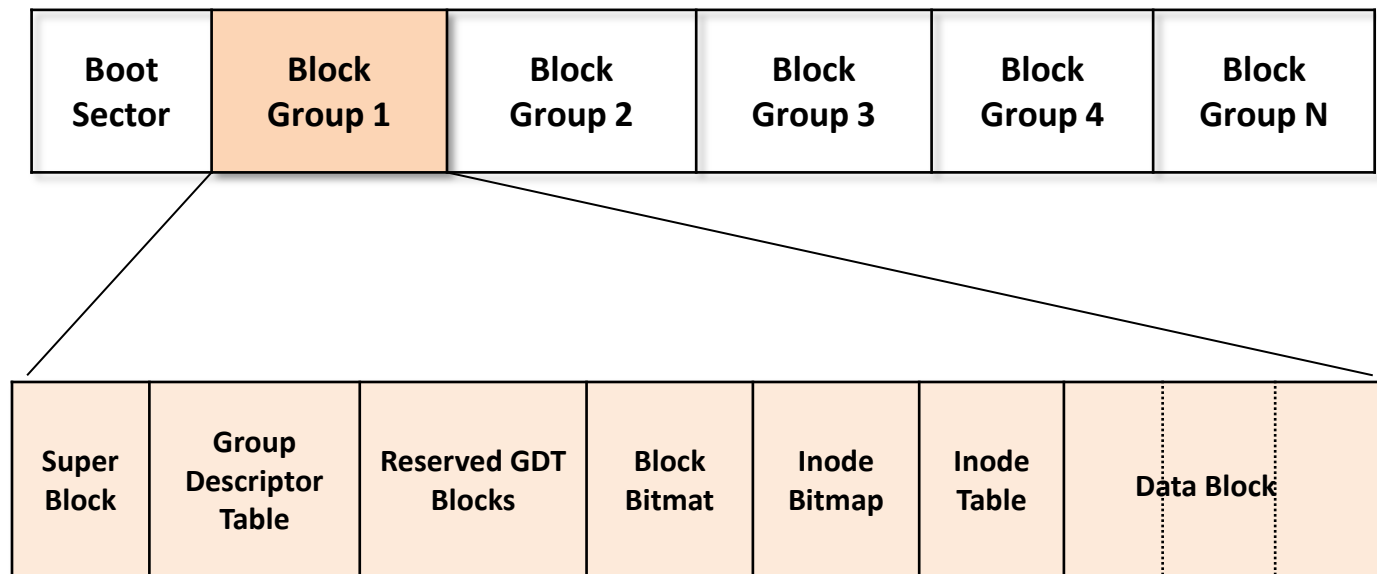 Boot
Sector
Block
Group 1
Block
Group 2
Block
Group 3
Block
Group 4
Block
Group N
Super
Block
Group
Descriptor
Table
Reserved GDT
Blocks
Block
Bitmat
Inode
Bitmap
Inode
Table
Data Block